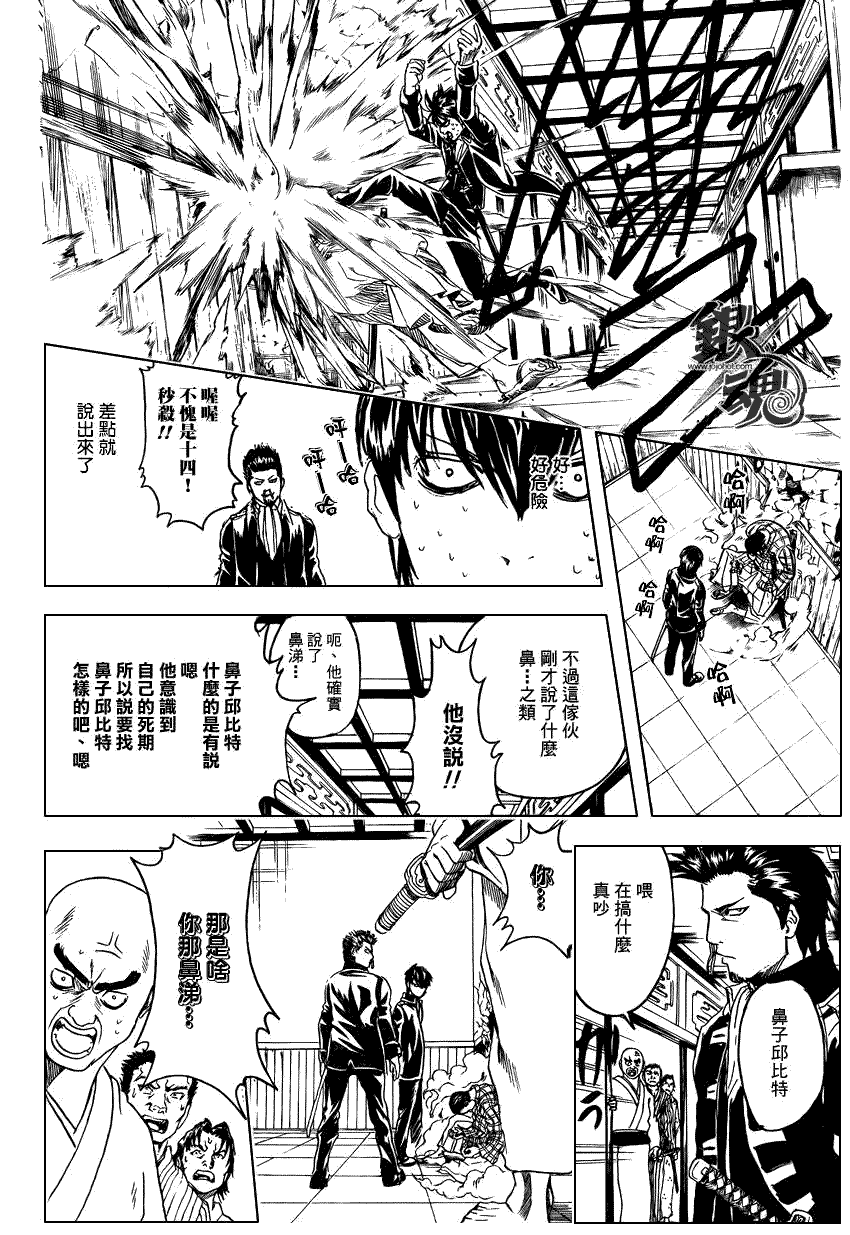 銀魂
www.jojohot.com
哈啊
哈啊
哈啊
哈啊
好…
好危險
呼ー哈
呼ー哈
喔喔
不愧是十四！
秒殺!!
差點就
說出來了
不過這傢伙
剛才說了什麼
鼻…之類
他沒說!!
呃、他確實
說了
鼻涕…
鼻子邱比特
什麼的是有說
嗯
他意識到
自己的死期
所以說要找
鼻子邱比特
怎樣的吧、嗯
喂
在搞什麼
真吵
鼻子邱比特
你…
那是啥
你那鼻涕…